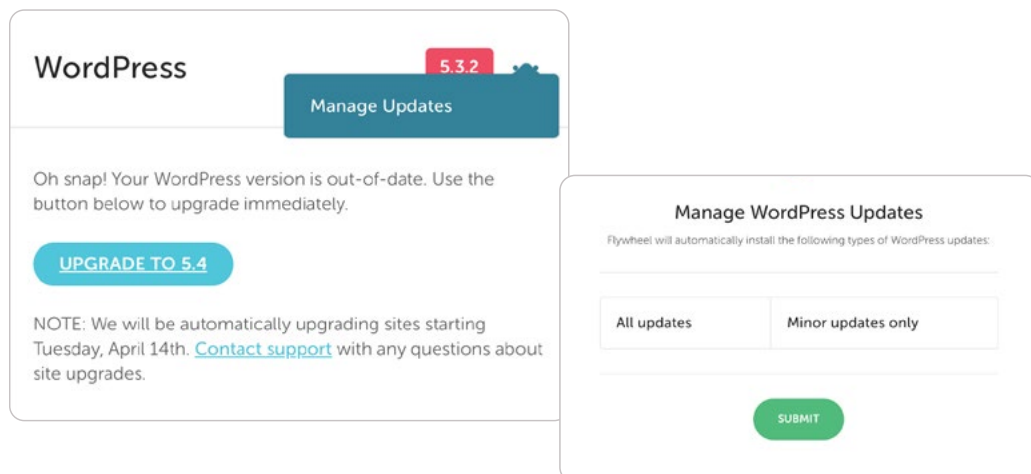 WordPress
5.3.2
Manage Updates
Oh snap! Your WordPress version is out-of-date. Use the
button below to upgrade immediately.
UPGRADE TO 5.4
NOTE: We will be automatically upgrading sites starting
Tuesday, April 14th. Contact support with any questions about
site upgrades.
Manage WordPress Updates
Flywheel will automatically install the following types of WordPress updates:
All updates
Minor updates only
SUBMIT